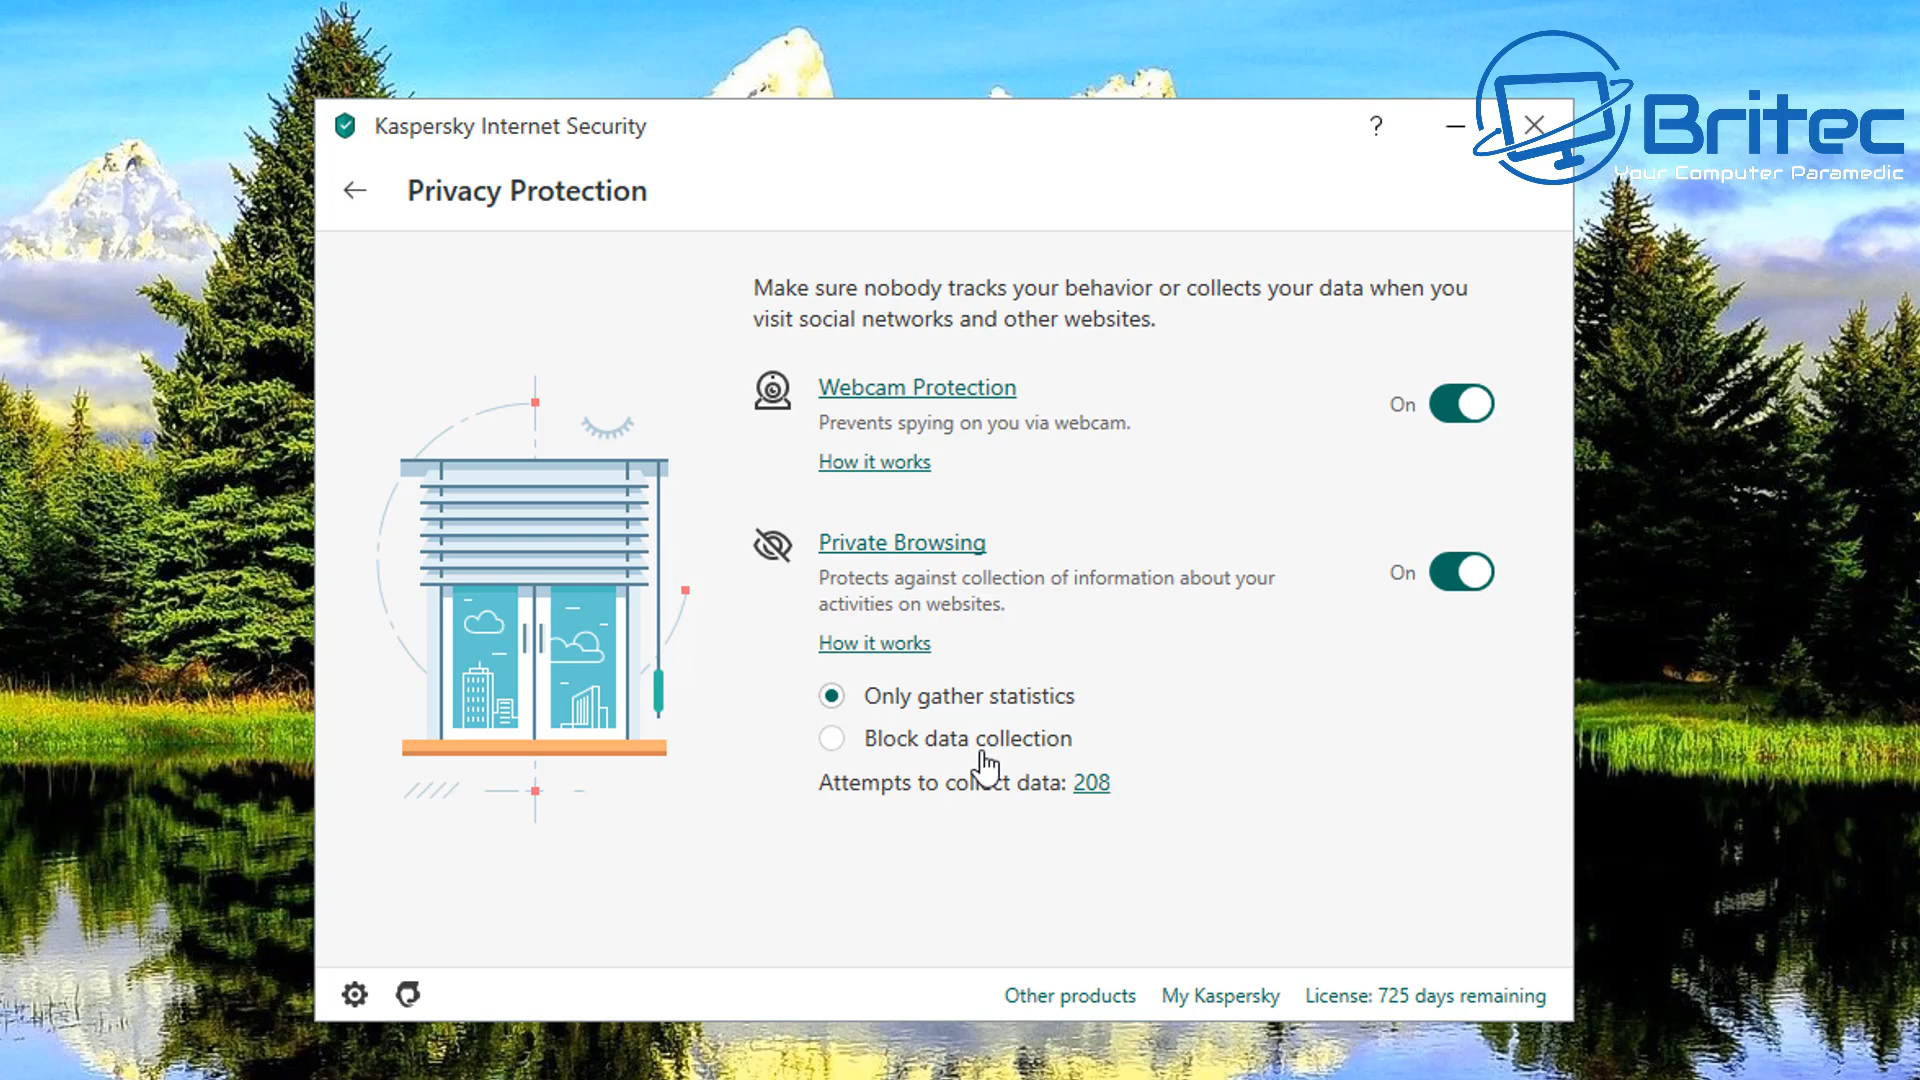 Britec
Your Computer Paramedic
Kaspersky Internet Security
?
Privacy Protection
Make sure nobody tracks your behavior or collects your data when you
visit social networks and other websites.
Webcam Protection
On
Prevents spying on you via webcam.
How it works
Private Browsing
On
Protects against collection of information about your
activities on websites.
How it works
Only gather statistics
Block data collection
Attempts to collect data: 208
Other products
My Kaspersky
License: 725 days remaining